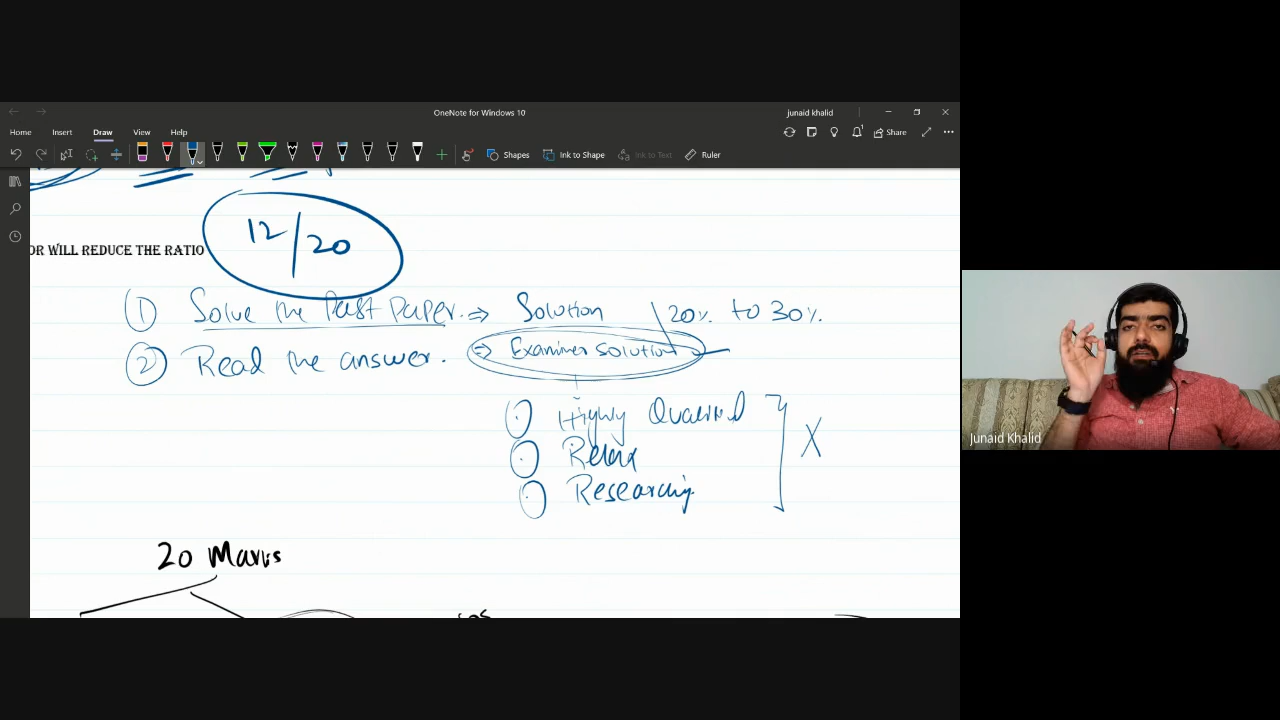 OneNote for Windows 10
junaid khalid
Home Insert Draw View Help
Share
Shapes Ink to Shape Ink to Text Ruler
OR WILL REDUCE THE RATIO
12/20
1 Solve the Past Paper. ⇒ Solution 20% to 30%.
2 Read the answer. ⇒ Examiner solution
Highly Qualified
Relax
Researching
X
20 Marks
Junaid Khalid